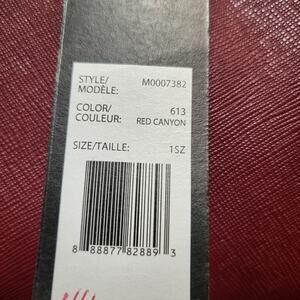 STYLE/ M0007382
MODÈLE:
COLOR/ 613
COULEUR: RED CANYON
SIZE/TAILLE: 1SZ
8 88877 82889 3